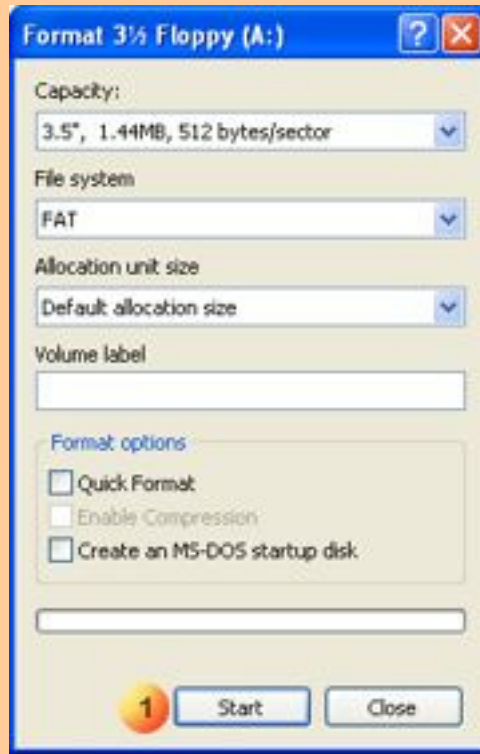 Format 3½ Floppy (A:)
Capacity:
3.5", 1.44MB, 512 bytes/sector
File system
FAT
Allocation unit size
Default allocation size
Volume label
Format options
Quick Format
Enable Compression
Create an MS-DOS startup disk
1 Start Close